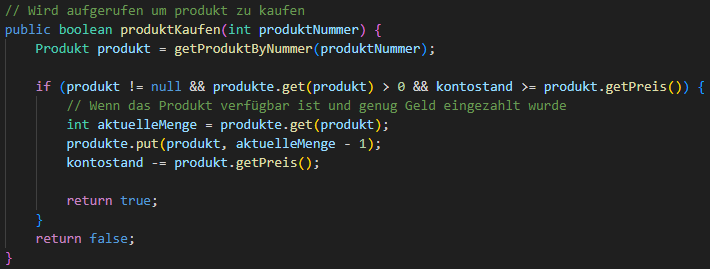 // Wird aufgerufen um produkt zu kaufen
public boolean produktKaufen(int produktNummer) {
    Produkt produkt = getProduktByNummer(produktNummer);

    if (produkt != null && produkte.get(produkt) > 0 && kontostand >= produkt.getPreis()) {
        // Wenn das Produkt verfügbar ist und genug Geld eingezahlt wurde
        int aktuelleMenge = produkte.get(produkt);
        produkte.put(produkt, aktuelleMenge - 1);
        kontostand -= produkt.getPreis();

        return true;
    }
    return false;
}